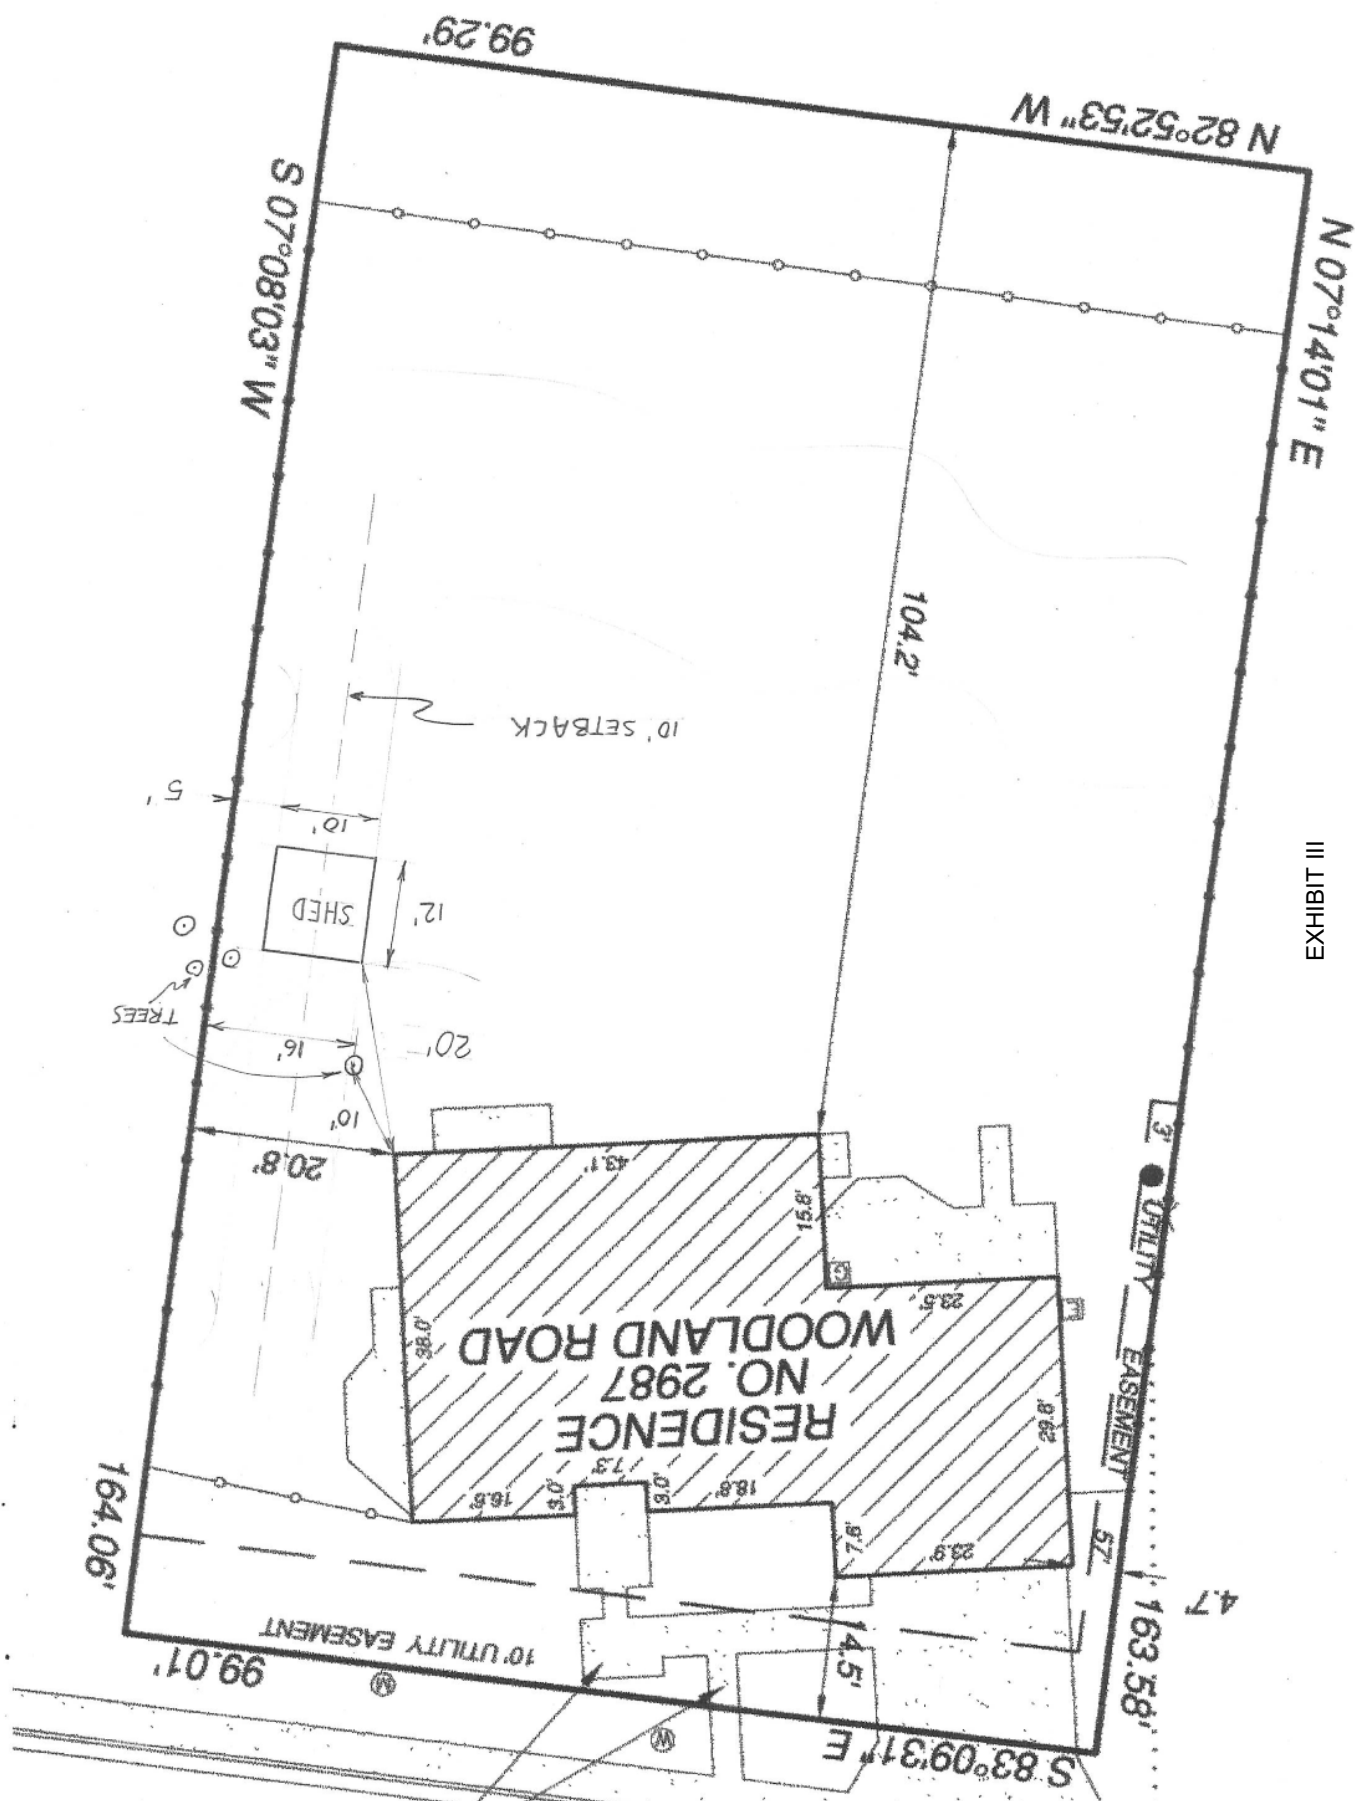 99.29'
N 82°52'53" W
S 07°08'03" W
N 07°14'01" E
104.2'
10' SETBACK
5'
10'
SHED
12'
TREES
16'
20'
10'
20.8'
43.1'
15.8'
23.5'
3'
UTILITY EASEMENT
E
38.0'
29.8'
RESIDENCE
NO. 2987
WOODLAND ROAD
7.3'
3.0'
3.0'
16.6'
18.8'
7.6'
23.9'
57'
4.7'
164.06'
163.58'
10' UTILITY EASEMENT
14.5'
99.01'
S 83°09'31" E
M
W
EXHIBIT III